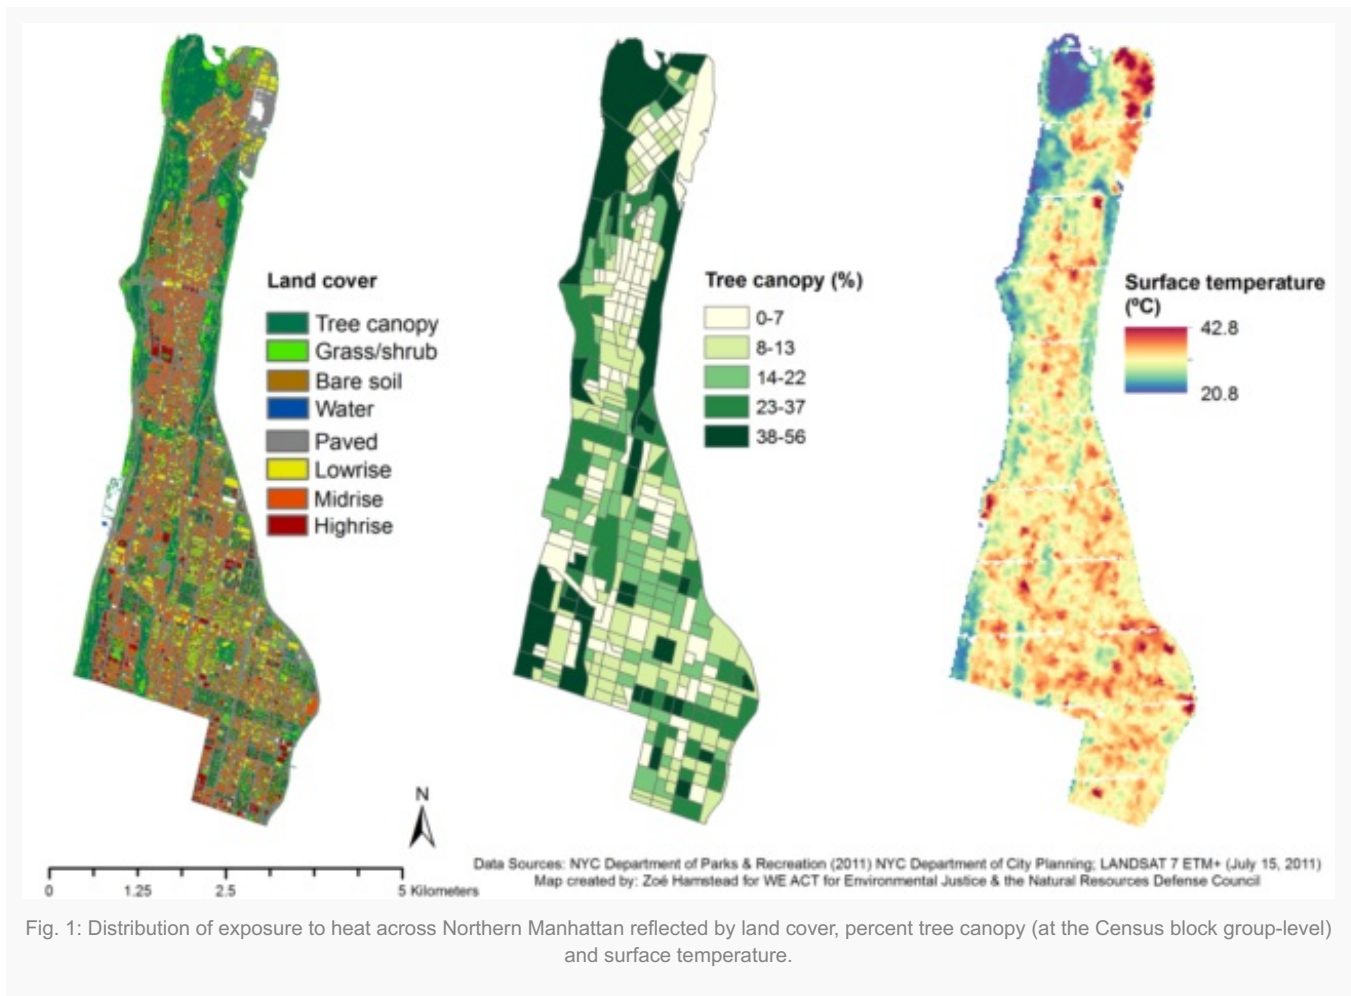 Land cover
Tree canopy
Grass/shrub
Bare soil
Water
Paved
Lowrise
Midrise
Highrise
Tree canopy (%)
0-7
8-13
14-22
23-37
38-56
Surface temperature
(ºC)
42.8
20.8
N
0 1.25 2.5 5 Kilometers
Data Sources: NYC Department of Parks & Recreation (2011) NYC Department of City Planning; LANDSAT 7 ETM+ (July 15, 2011)
Map created by: Zoé Hamstead for WE ACT for Environmental Justice & the Natural Resources Defense Council
Fig. 1: Distribution of exposure to heat across Northern Manhattan reflected by land cover, percent tree canopy (at the Census block group-level)
and surface temperature.